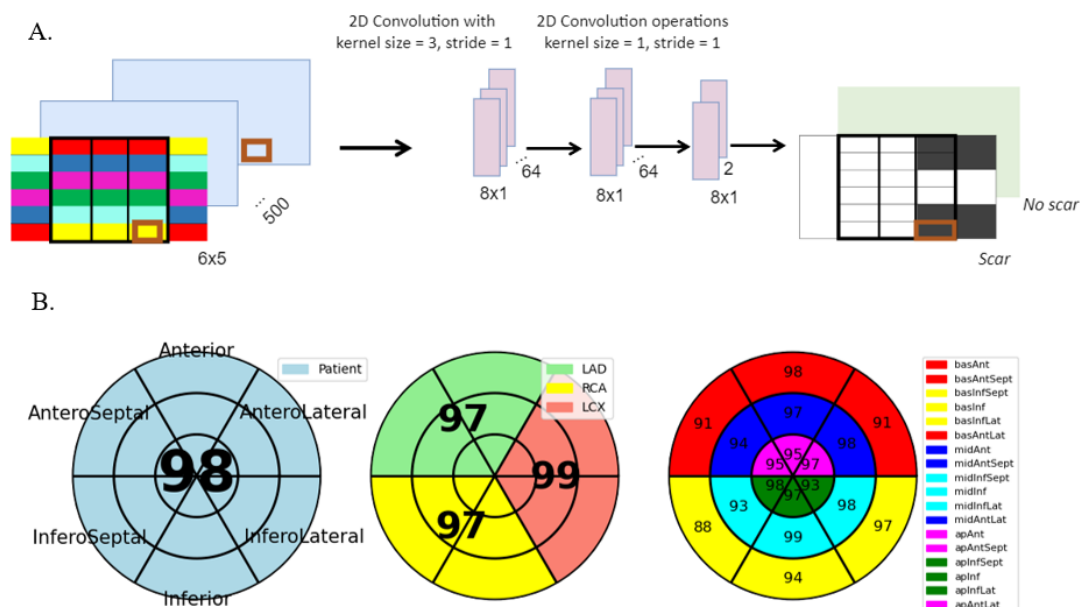 A.
2D Convolution with
kernel size = 3, stride = 1
2D Convolution operations
kernel size = 1, stride = 1
...
500
6x5
...
64
8x1
...
64
8x1
2
8x1
No scar
Scar
B.
Anterior
AnteroSeptal
AnteroLateral
InferoSeptal
InferoLateral
Inferior
98
Patient
97
99
97
LAD
RCA
LCX
98
91
91
97
94
98
95
95
97
98
93
97
93
98
88
97
99
94
basAnt
basAntSept
basInfSept
basInf
basInfLat
basAntLat
midAnt
midAntSept
midInfSept
midInf
midInfLat
midAntLat
apAnt
apAntSept
apInfSept
apInf
apInfLat
apAntLat